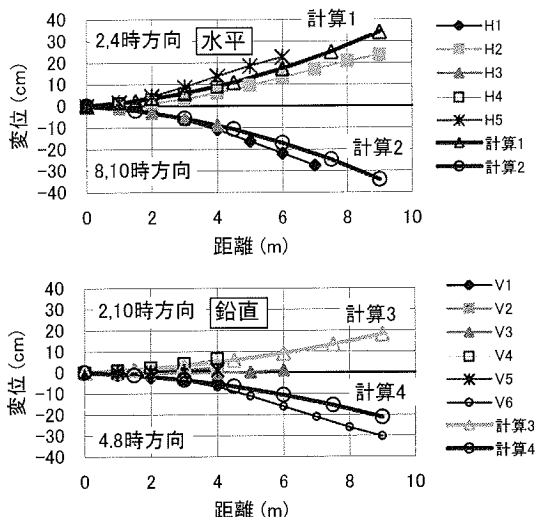 40
30
20
10
0
-10
-20
-30
-40
変位 (cm)
2,4時方向
水平
計算1
計算2
8,10時方向
0
2
4
6
8
10
距離 (m)
H1
H2
H3
H4
H5
計算1
計算2
40
30
20
10
0
-10
-20
-30
-40
変位 (cm)
2,10時方向
鉛直
計算3
計算4
4,8時方向
0
2
4
6
8
10
距離 (m)
V1
V2
V3
V4
V5
V6
計算3
計算4